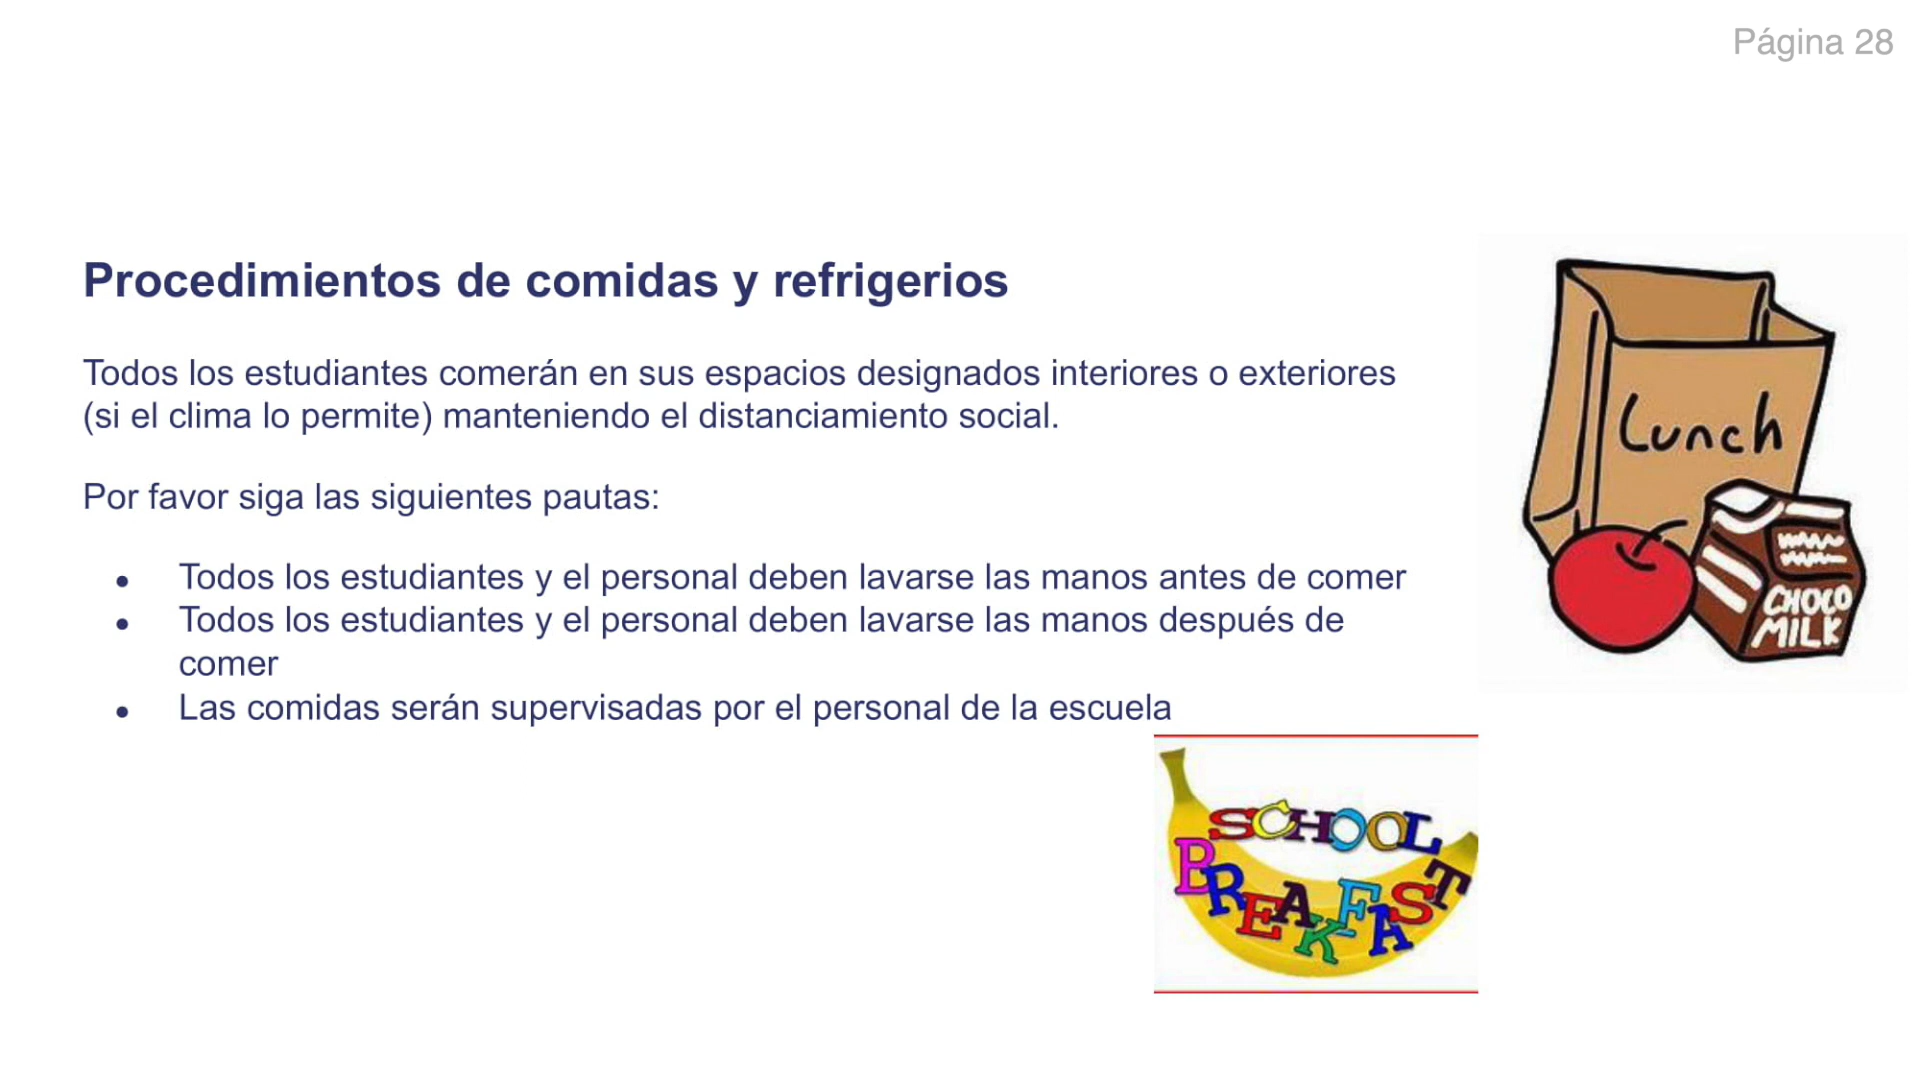 Página 28
Procedimientos de comidas y refrigerios
Todos los estudiantes comerán en sus espacios designados interiores o exteriores
(si el clima lo permite) manteniendo el distanciamiento social.
Por favor siga las siguientes pautas:
● Todos los estudiantes y el personal deben lavarse las manos antes de comer
● Todos los estudiantes y el personal deben lavarse las manos después de
comer
● Las comidas serán supervisadas por el personal de la escuela
Lunch
CHOCO
MILK
SCHOOL
BREAKFAST